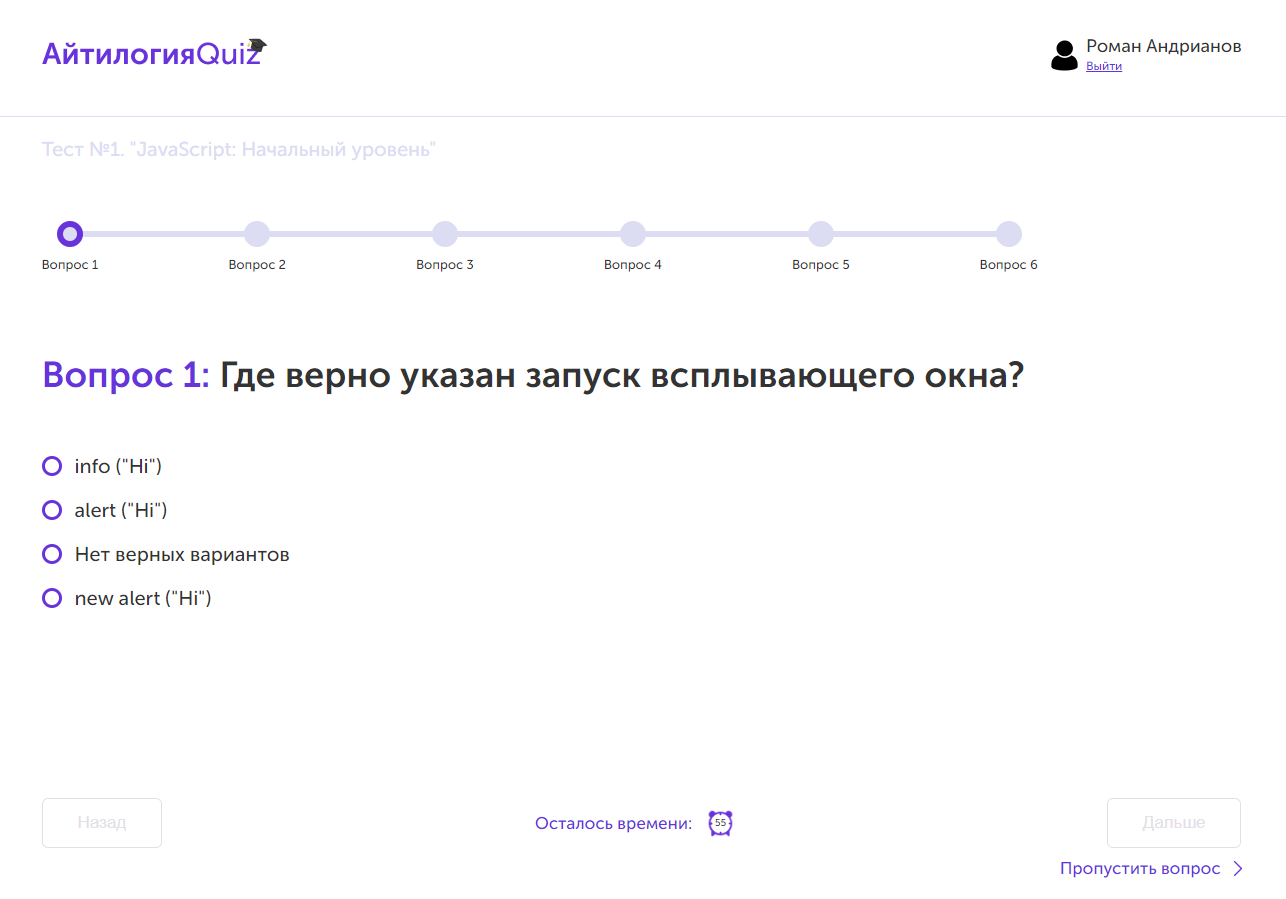 АйтилогияQuiz
Роман Андрианов
Выйти
Тест №1. "JavaScript: Начальный уровень"
Вопрос 1 Вопрос 2 Вопрос 3 Вопрос 4 Вопрос 5 Вопрос 6
Вопрос 1: Где верно указан запуск всплывающего окна?
info ("Hi")
alert ("Hi")
Нет верных вариантов
new alert ("Hi")
Назад Осталось времени: 55 Дальше
Пропустить вопрос